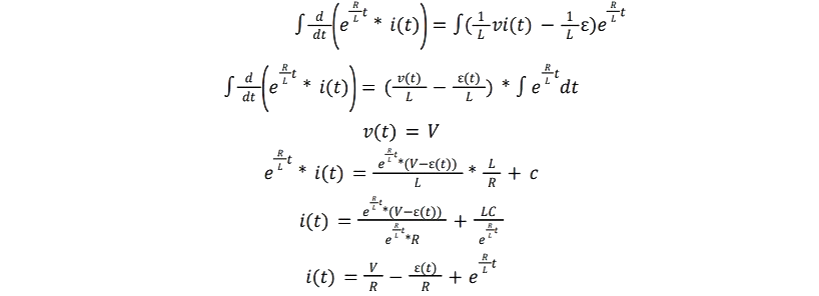 ∫ d/dt (e^(R/L t) * i(t)) = ∫(1/L vi(t) − 1/L ε)e^(R/L t)
∫ d/dt (e^(R/L t) * i(t)) = (v(t)/L − ε(t)/L) * ∫ e^(R/L t) dt
v(t) = V
e^(R/L t) * i(t) = (e^(R/L t)*(V−ε(t)))/L * L/R + c
i(t) = (e^(R/L t)*(V−ε(t)))/(e^(R/L t)*R) + LC/e^(R/L t)
i(t) = V/R − ε(t)/R + e^(R/L t)